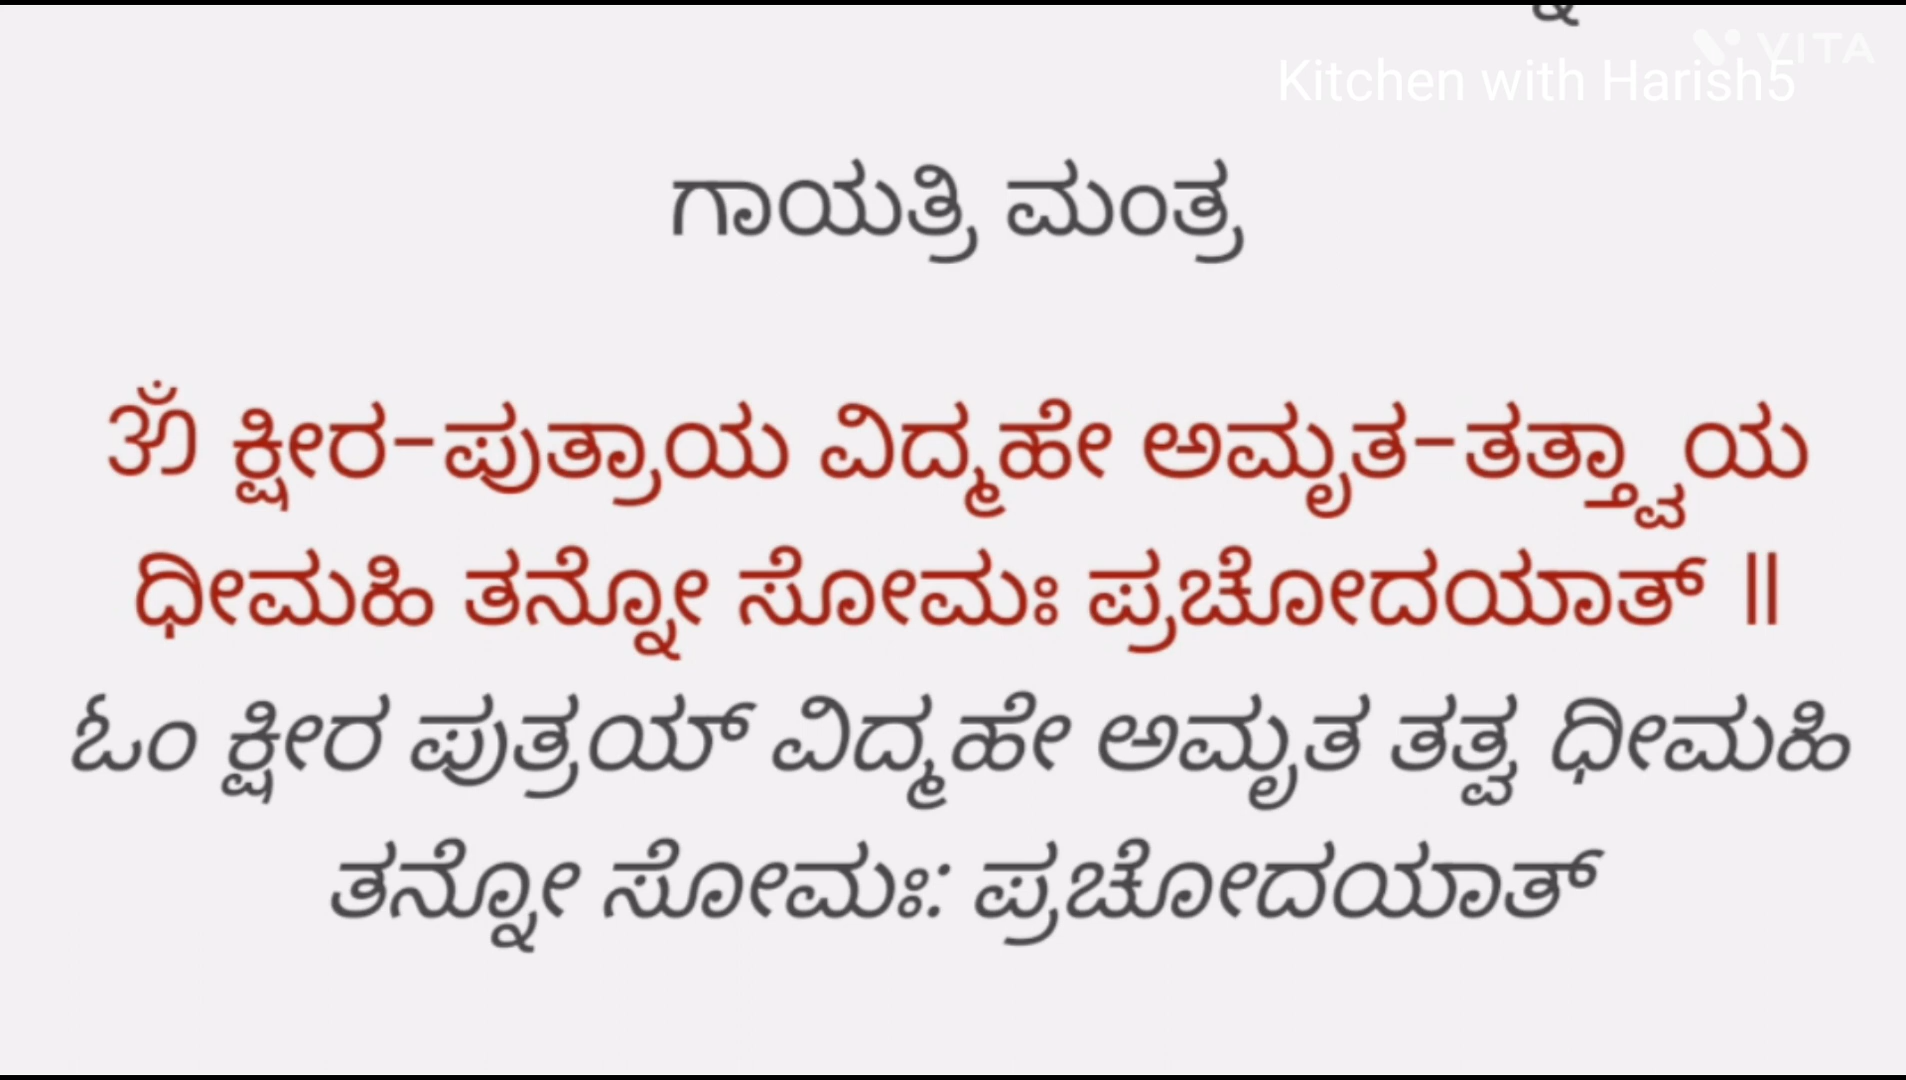 VITA
Kitchen with Harish5
ಗಾಯತ್ರಿ ಮಂತ್ರ
ॐ ಕ್ಷೀರ-ಪುತ್ರಾಯ ವಿದ್ಮಹೇ ಅಮೃತ-ತತ್ತ್ವಾಯ
ಧೀಮಹಿ ತನ್ನೋ ಸೋಮಃ ಪ್ರಚೋದಯಾತ್ ॥
ಓಂ ಕ್ಷೀರ ಪುತ್ರಯ್ ವಿದ್ಮಹೇ ಅಮೃತ ತತ್ವ ಧೀಮಹಿ
ತನ್ನೋ ಸೋಮಃ: ಪ್ರಚೋದಯಾತ್